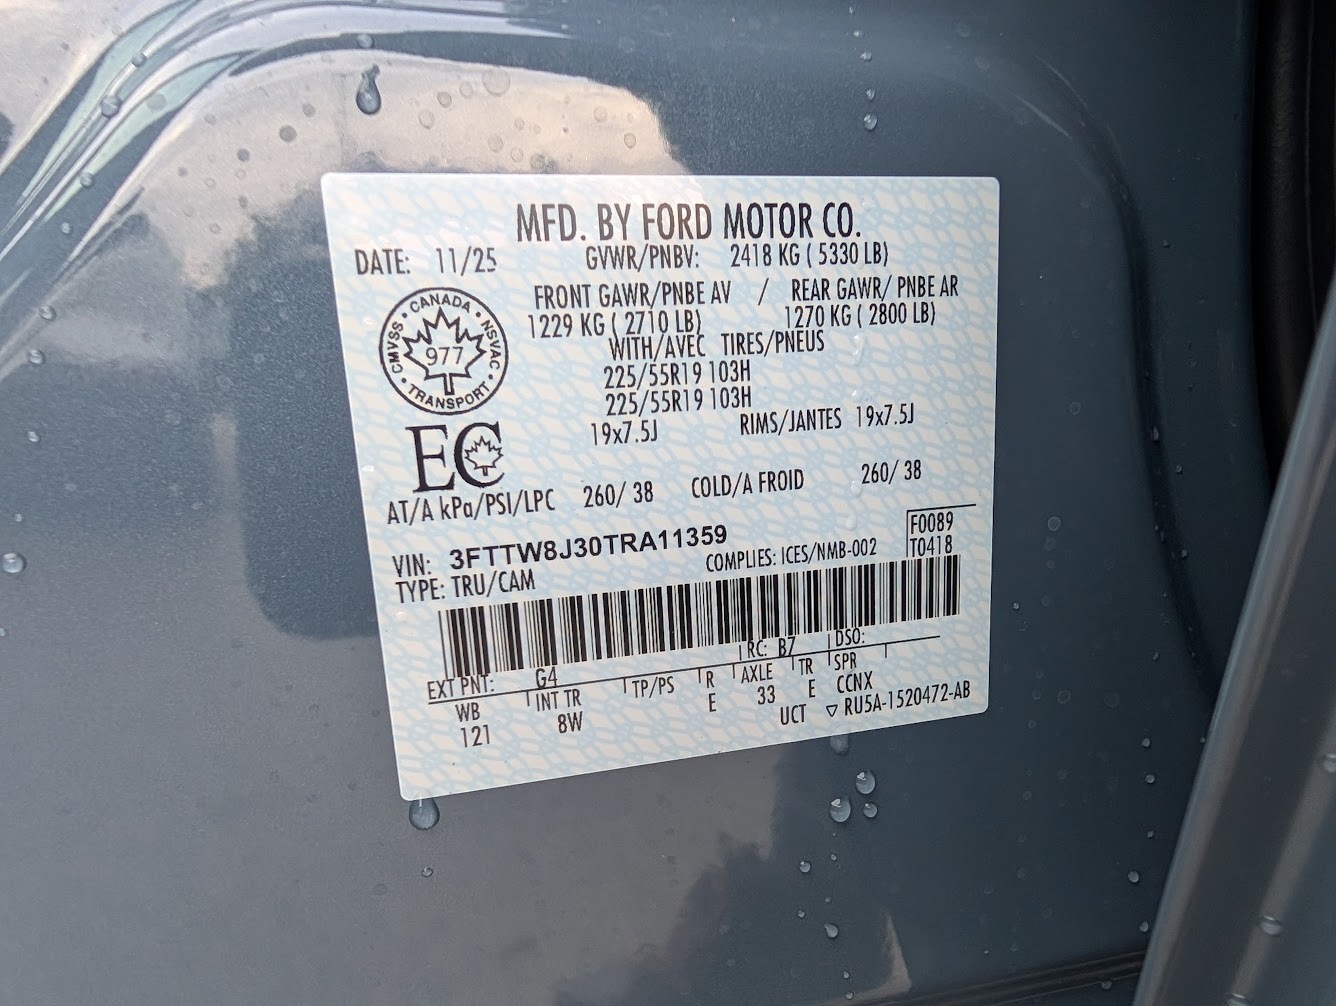 MFD. BY FORD MOTOR CO.
DATE: 11/25 GVWR/PNBV: 2418 KG ( 5330 LB)
FRONT GAWR/PNBE AV / REAR GAWR/ PNBE AR
1229 KG ( 2710 LB) 1270 KG ( 2800 LB)
WITH/AVEC TIRES/PNEUS
225/55R19 103H
225/55R19 103H
19x7.5J RIMS/JANTES 19x7.5J
CANADA • NSVAC • TRANSPORT • CMVSS •
977
EC
AT/A kPa/PSI/LPC 260/ 38 COLD/A FROID 260/ 38
VIN: 3FTTW8J30TRA11359
F0089
TYPE: TRU/CAM COMPLIES: ICES/NMB-002 T0418
RC: B7 DSO:
EXT PNT: G4
WB INT TR TP/PS R AXLE TR SPR
121 8W E 33 E CCNX
UCT ▽ RU5A-1520472-AB